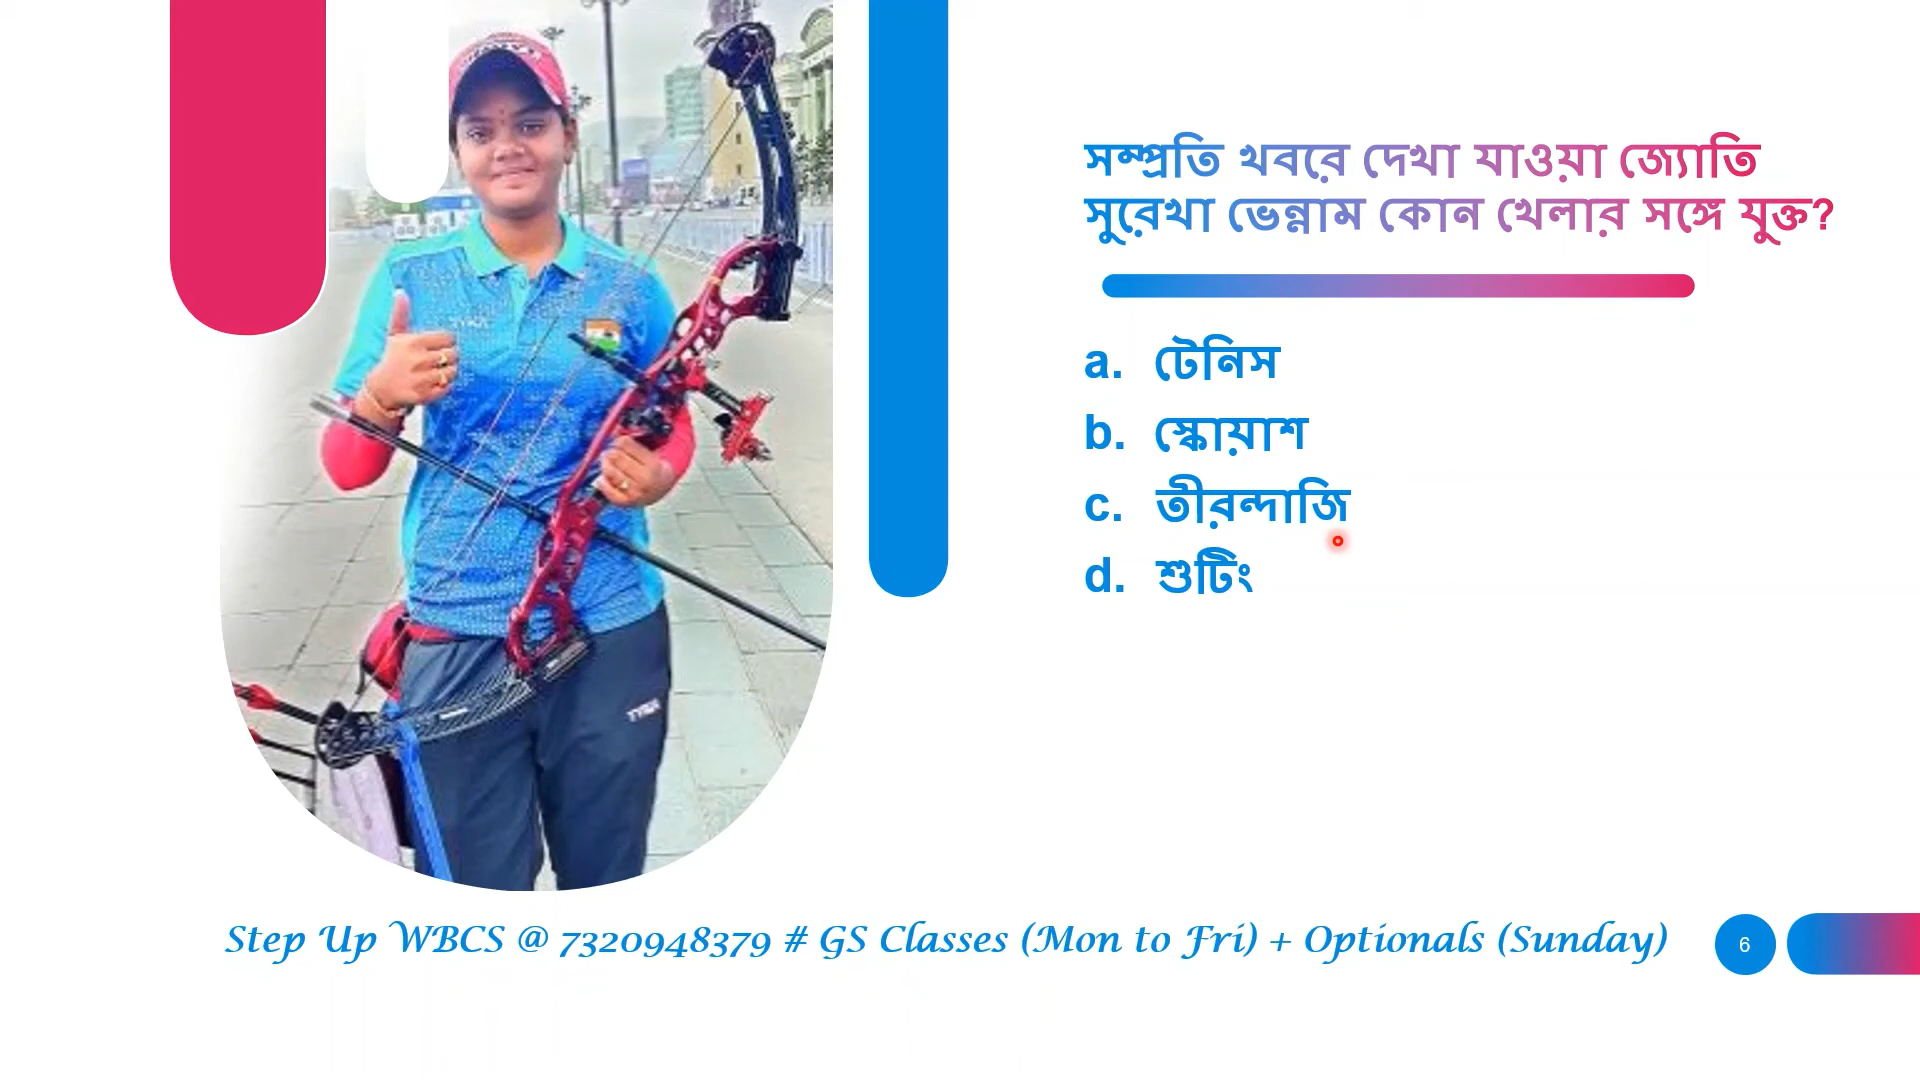 সম্প্রতি খবরে দেখা যাওয়া জ্যোতি
সুরেখা ভেন্নাম কোন খেলার সঙ্গে যুক্ত?
a. টেনিস
b. স্কোয়াশ
c. তীরন্দাজি
d. শুটিং
Step Up WBCS @ 7320948379 # GS Classes (Mon to Fri) + Optionals (Sunday)
6